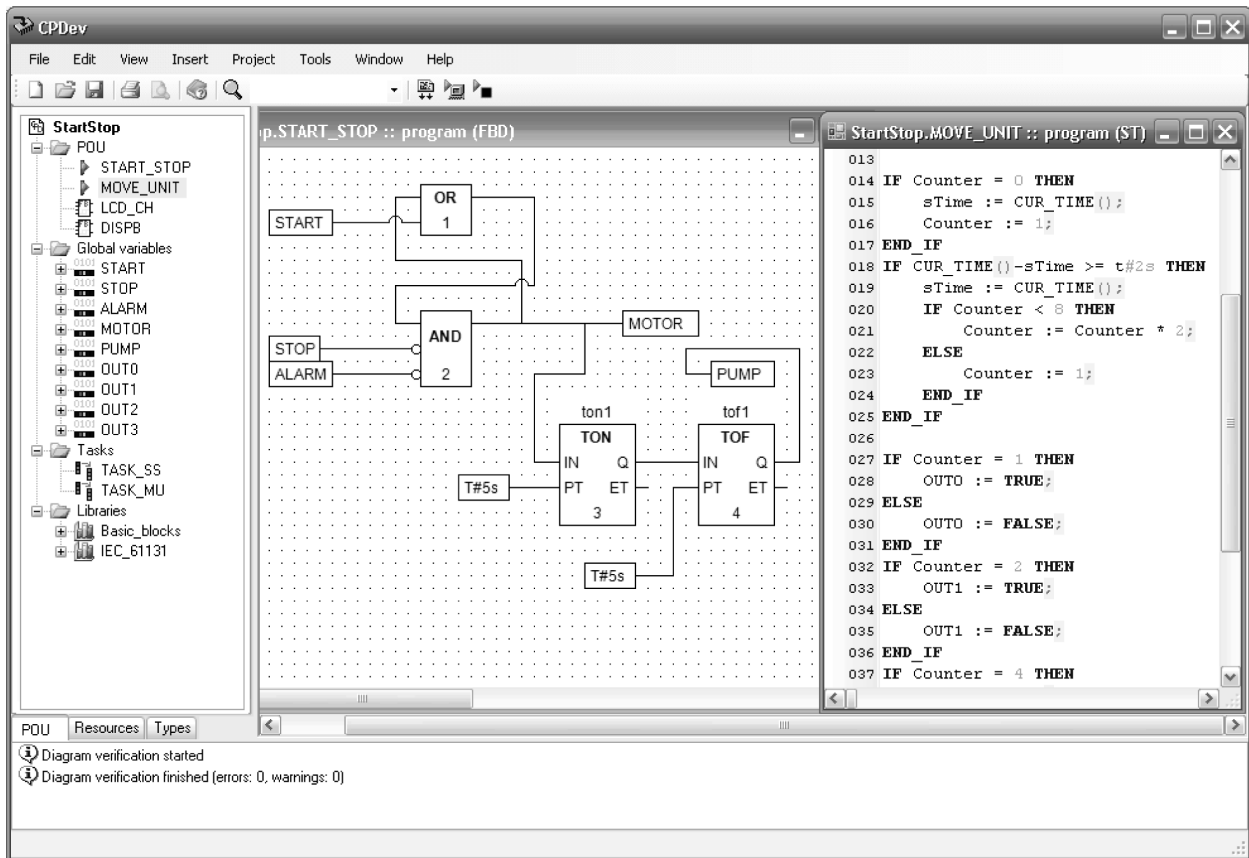 CPDev
File Edit View Insert Project Tools Window Help
StartStop
POU
START_STOP
MOVE_UNIT
LCD_CH
DISPB
Global variables
START
STOP
ALARM
MOTOR
PUMP
OUT0
OUT1
OUT2
OUT3
Tasks
TASK_SS
TASK_MU
Libraries
Basic_blocks
IEC_61131
POU Resources Types
p.START_STOP :: program (FBD)
OR
START 1
AND
MOTOR
STOP
ALARM 2
PUMP
ton1 tof1
TON TOF
IN Q IN Q
T#5s PT ET PT ET
3 4
T#5s
StartStop.MOVE_UNIT :: program (ST)
013
014 IF Counter = 0 THEN
015 sTime := CUR_TIME();
016 Counter := 1;
017 END_IF
018 IF CUR_TIME()-sTime >= t#2s THEN
019 sTime := CUR_TIME();
020 IF Counter < 8 THEN
021 Counter := Counter * 2;
022 ELSE
023 Counter := 1;
024 END_IF
025 END_IF
026
027 IF Counter = 1 THEN
028 OUT0 := TRUE;
029 ELSE
030 OUT0 := FALSE;
031 END_IF
032 IF Counter = 2 THEN
033 OUT1 := TRUE;
034 ELSE
035 OUT1 := FALSE;
036 END_IF
037 IF Counter = 4 THEN
Diagram verification started
Diagram verification finished (errors: 0, warnings: 0)